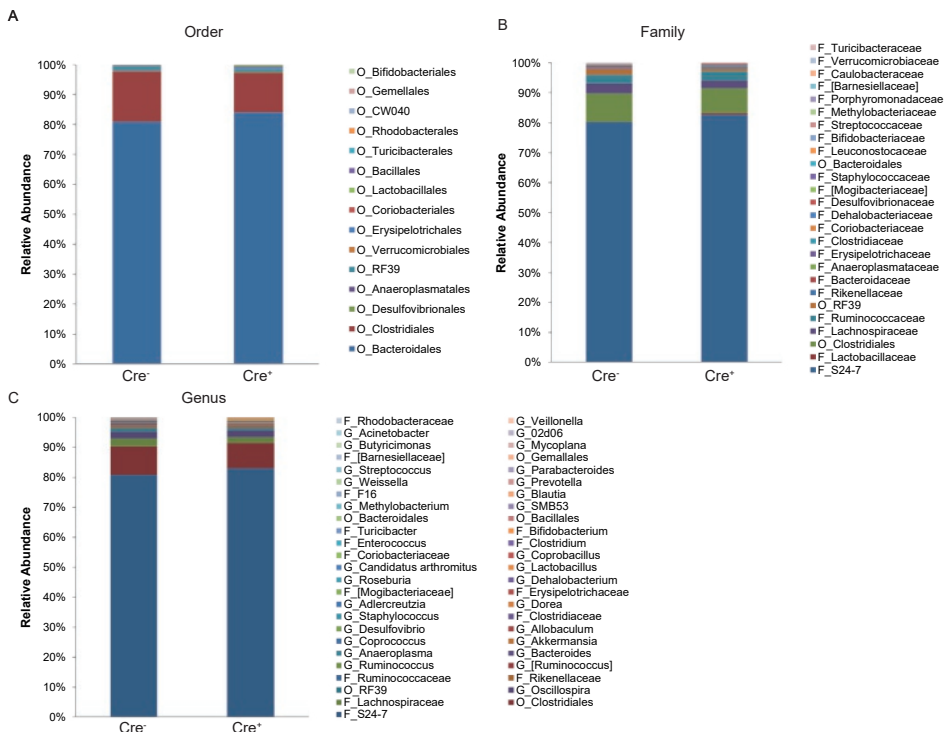 A
Order
Relative Abundance
100%
90%
80%
70%
60%
50%
40%
30%
20%
10%
0%
Cre-
Cre+
O_Bifidobacteriales
O_Gemellales
O_CW040
O_Rhodobacterales
O_Turicibacterales
O_Bacillales
O_Lactobacillales
O_Coriobacteriales
O_Erysipelotrichales
O_Verrucomicrobiales
O_RF39
O_Anaeroplasmatales
O_Desulfovibrionales
O_Clostridiales
O_Bacteroidales
B
Family
Relative Abundance
100%
90%
80%
70%
60%
50%
40%
30%
20%
10%
0%
Cre-
Cre+
F_Turicibacteraceae
F_Verrucomicrobiaceae
F_Caulobacteraceae
F_[Barnesiellaceae]
F_Porphyromonadaceae
F_Methylobacteriaceae
F_Streptococcaceae
F_Bifidobacteriaceae
F_Leuconostocaceae
O_Bacteroidales
F_Staphylococcaceae
F_[Mogibacteriaceae]
F_Desulfovibrionaceae
F_Dehalobacteriaceae
F_Coriobacteriaceae
F_Clostridiaceae
F_Erysipelotrichaceae
F_Anaeroplasmataceae
F_Bacteroidaceae
F_Rikenellaceae
O_RF39
F_Ruminococcaceae
F_Lachnospiraceae
O_Clostridiales
F_Lactobacillaceae
F_S24-7
C
Genus
Relative Abundance
100%
90%
80%
70%
60%
50%
40%
30%
20%
10%
0%
Cre-
Cre+
F_Rhodobacteraceae
G_Acinetobacter
G_Butyricimonas
F_[Barnesiellaceae]
G_Streptococcus
G_Weissella
F_F16
G_Methylobacterium
O_Bacteroidales
F_Turicibacter
F_Enterococcus
F_Coriobacteriaceae
G_Candidatus arthromitus
G_Roseburia
F_[Mogibacteriaceae]
G_Adlercreutzia
G_Staphylococcus
G_Desulfovibrio
G_Coprococcus
G_Anaeroplasma
G_Ruminococcus
F_Ruminococcaceae
O_RF39
F_Lachnospiraceae
F_S24-7
G_Veillonella
G_02d06
G_Mycoplana
O_Gemallales
G_Parabacteroides
G_Prevotella
G_Blautia
G_SMB53
O_Bacillales
F_Bifidobacterium
F_Clostridium
G_Coprobacillus
G_Lactobacillus
G_Dehalobacterium
F_Erysipelotrichaceae
G_Dorea
F_Clostridiaceae
G_Allobaculum
G_Akkermansia
G_Bacteroides
G_[Ruminococcus]
F_Rikenellaceae
G_Oscillospira
O_Clostridiales